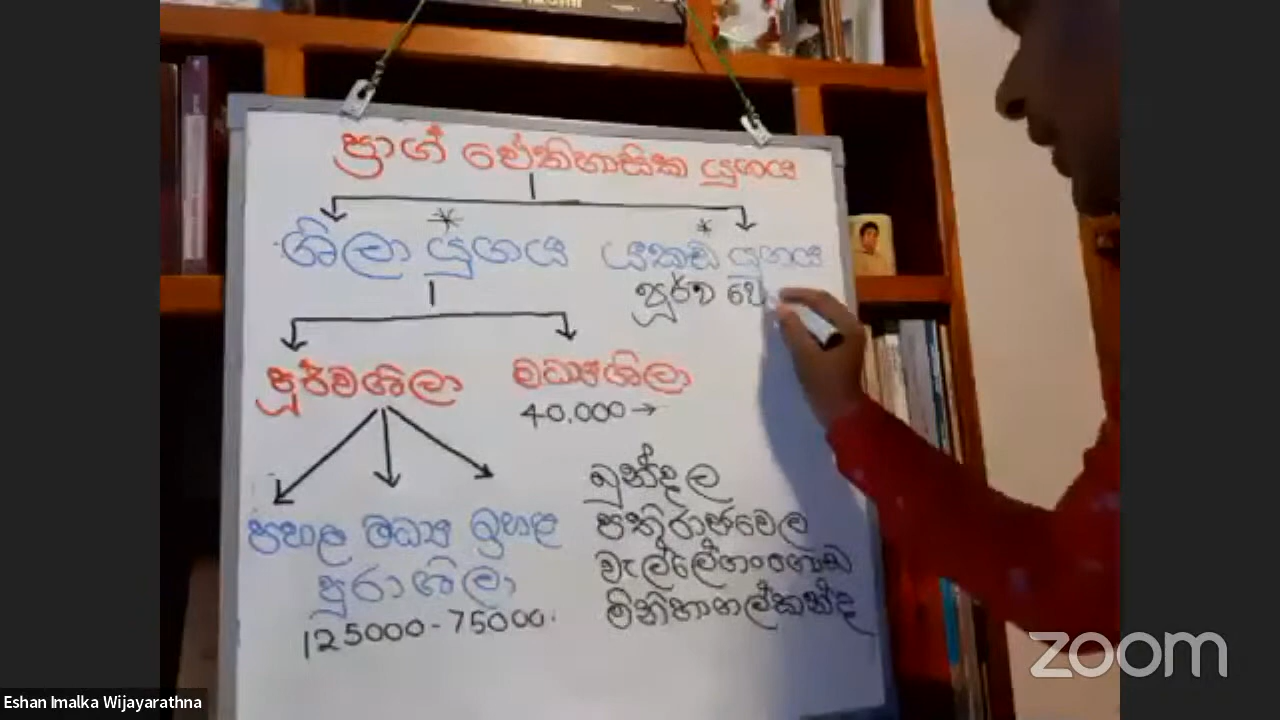 ප්‍රාග් ඓතිහාසික යුගය
ශිලා යුගය
යකඩ යුගය
පූර්ව ඓ
පූර්වශිලා
මධ්‍යශිලා
40,000 →
පහළ මධ්‍ය ඉහළ
පුරාශිලා
125000 - 75000.
බුන්දල
පතිරාජවෙල
වැල්ලේගංගොඩ
මිනිහාගල්කන්ද
zoom
Eshan Imalka Wijayarathna